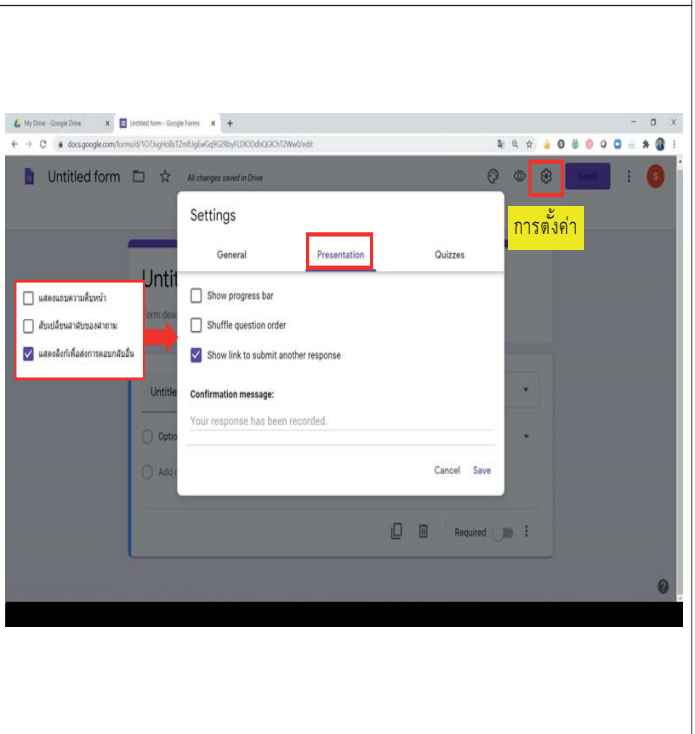 My Drive - Google Drive
Untitled form - Google Forms
Untitled form
All changes saved in Drive
Send
S
การตั้งค่า
Settings
General
Presentation
Quizzes
Show progress bar
Shuffle question order
Show link to submit another response
Confirmation message:
Your response has been recorded.
Cancel
Save
แสดงแถบความคืบหน้า
สับเปลี่ยนลำดับของคำถาม
แสดงลิงก์เพื่อส่งการตอบกลับอื่น
Required